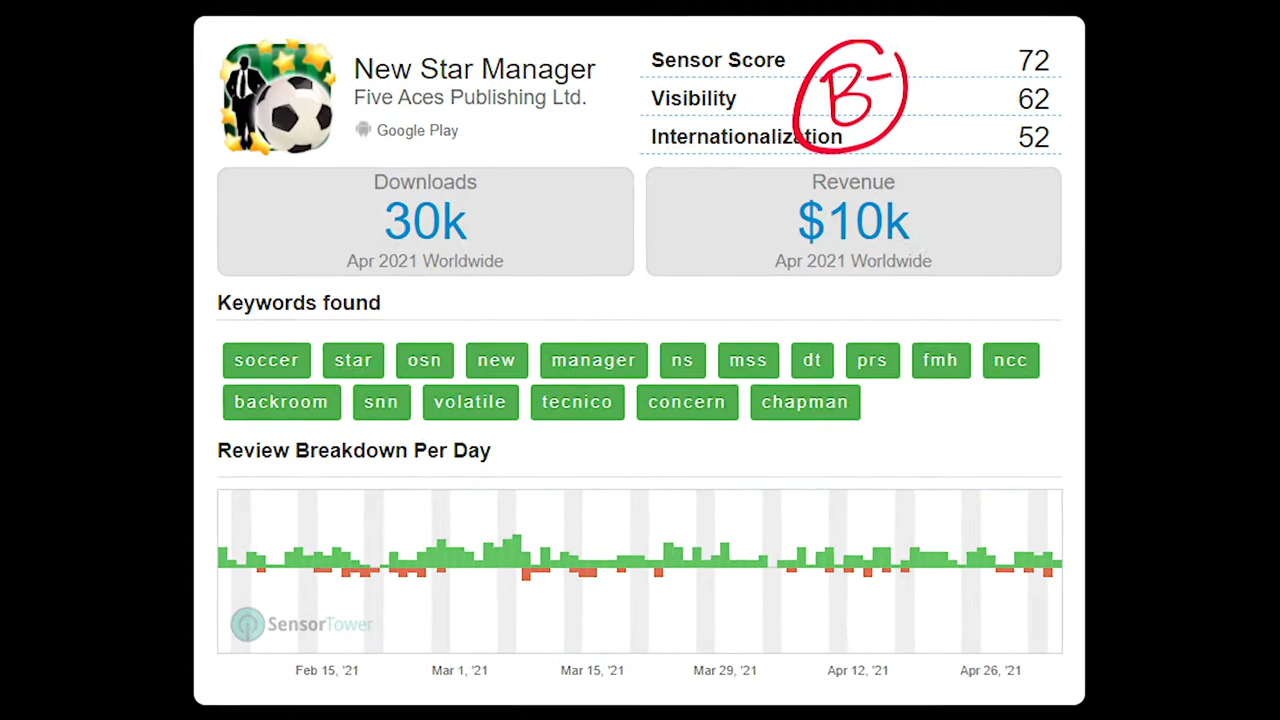 New Star Manager
Five Aces Publishing Ltd.
Google Play
Sensor Score 72
Visibility 62
Internationalization 52
B-
Downloads
30k
Apr 2021 Worldwide
Revenue
$10k
Apr 2021 Worldwide
Keywords found
soccer star osn new manager ns mss dt prs fmh ncc
backroom snn volatile tecnico concern chapman
Review Breakdown Per Day
SensorTower
Feb 15, '21 Mar 1, '21 Mar 15, '21 Mar 29, '21 Apr 12, '21 Apr 26, '21